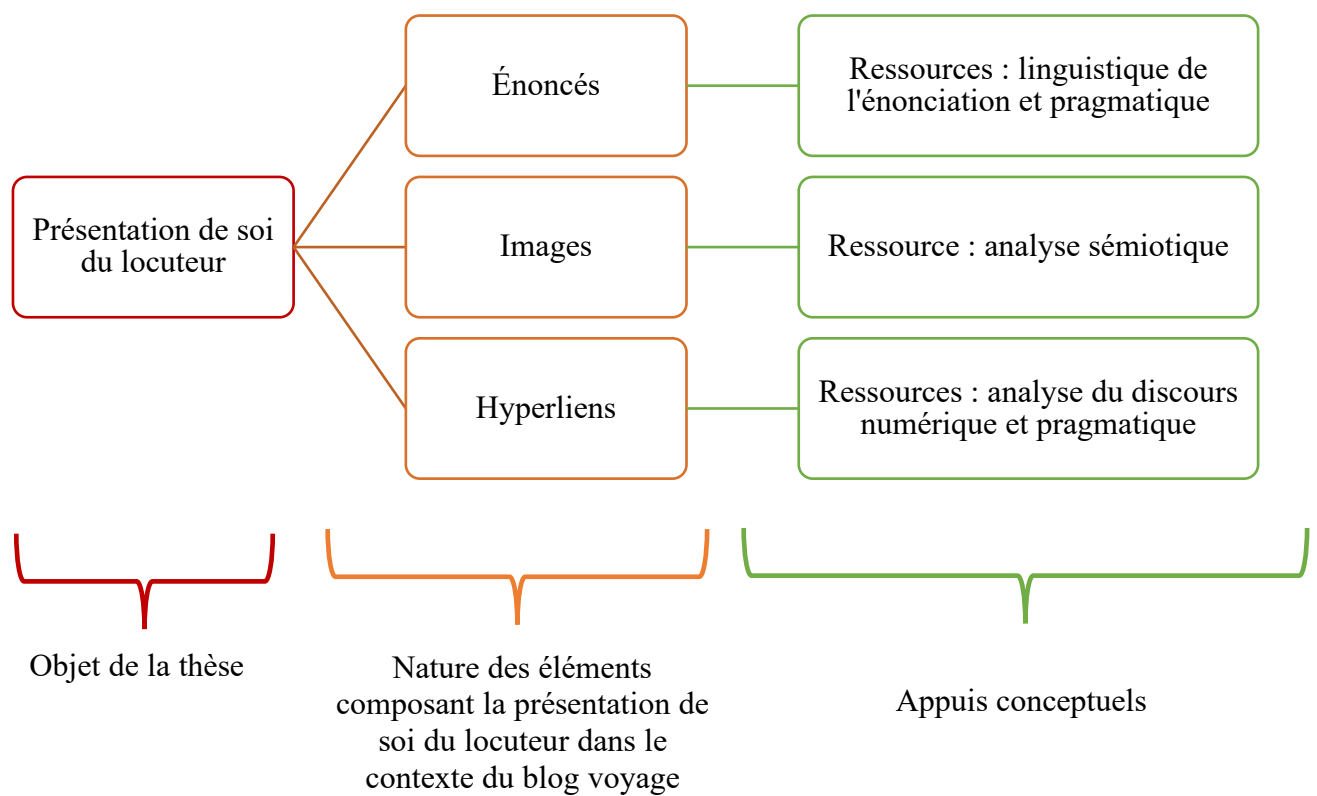 Énoncés
Ressources : linguistique de
l'énonciation et pragmatique
Présentation de soi
du locuteur
Images
Ressource : analyse sémiotique
Hyperliens
Ressources : analyse du discours
numérique et pragmatique
Objet de la thèse
Nature des éléments
composant la présentation de
soi du locuteur dans le
contexte du blog voyage
Appuis conceptuels